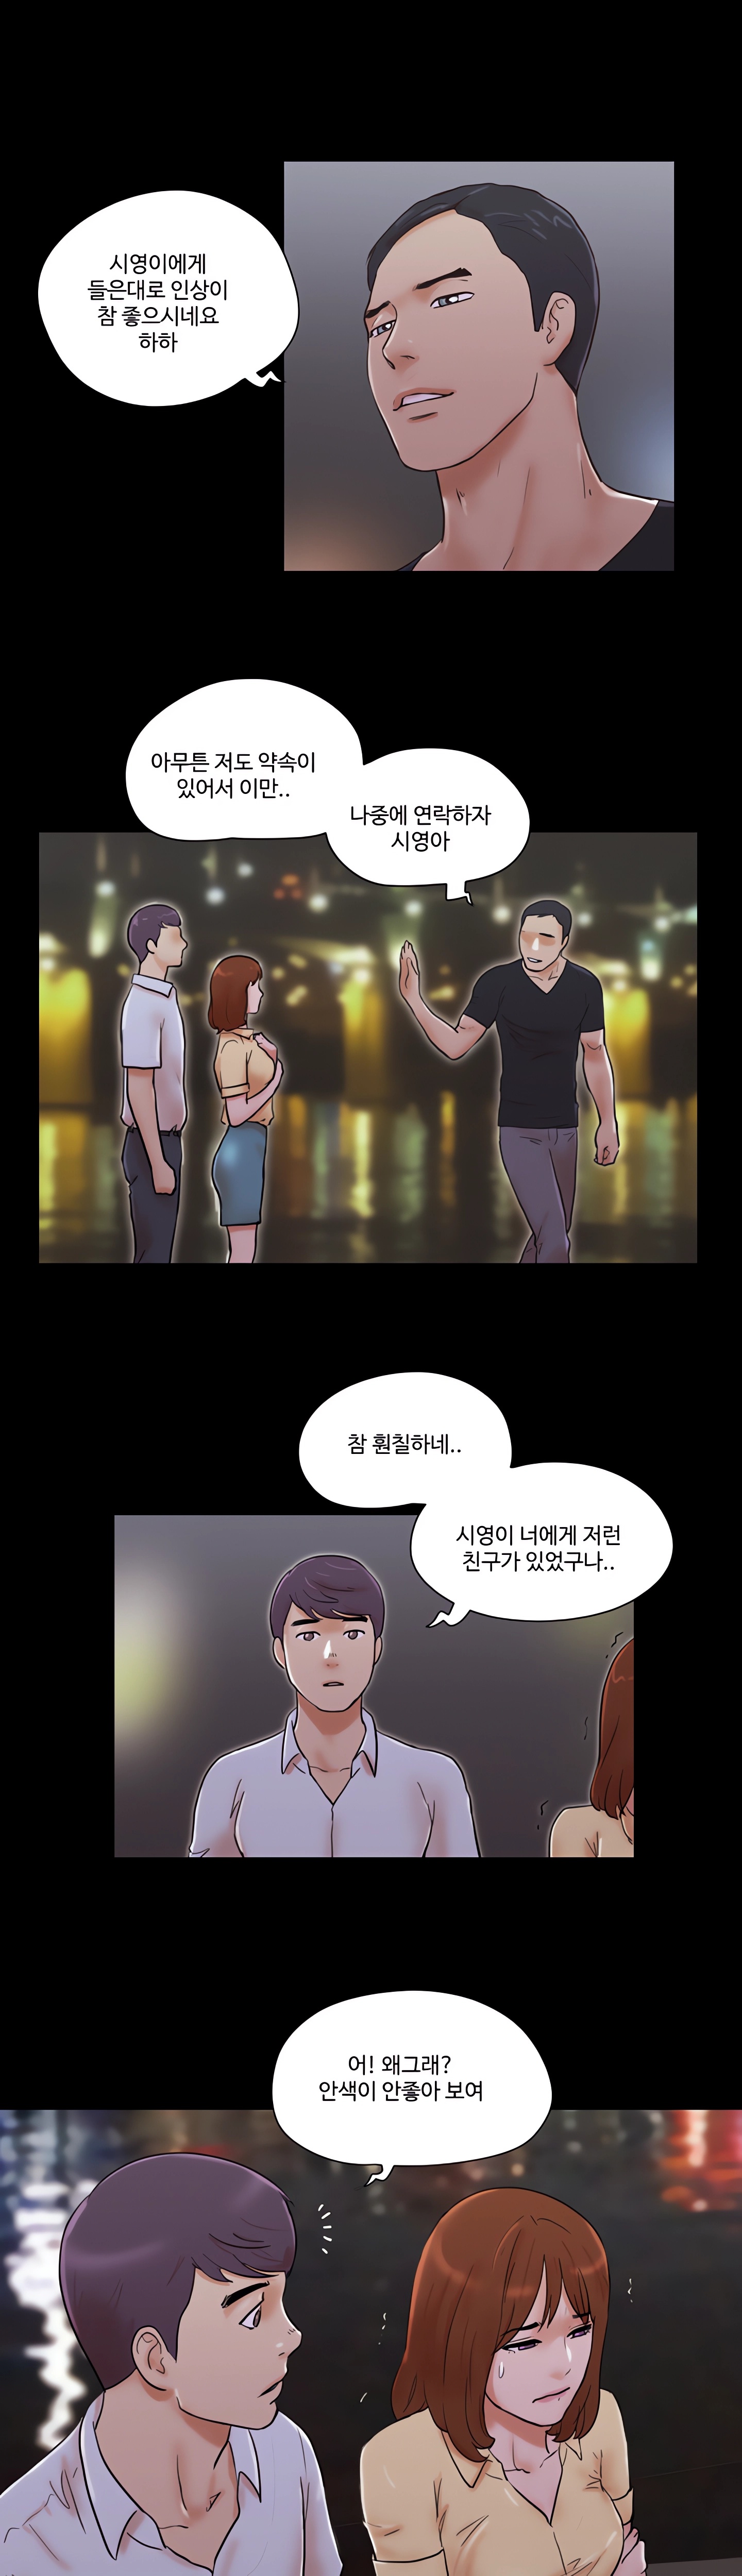 시영이에게
들은대로 인상이
참 좋으시네요
하하
아무튼 저도 약속이
있어서 이만..
나중에 연락하자
시영아
참 훤칠하네..
시영이 너에게 저런
친구가 있었구나..
어! 왜그래?
안색이 안좋아 보여